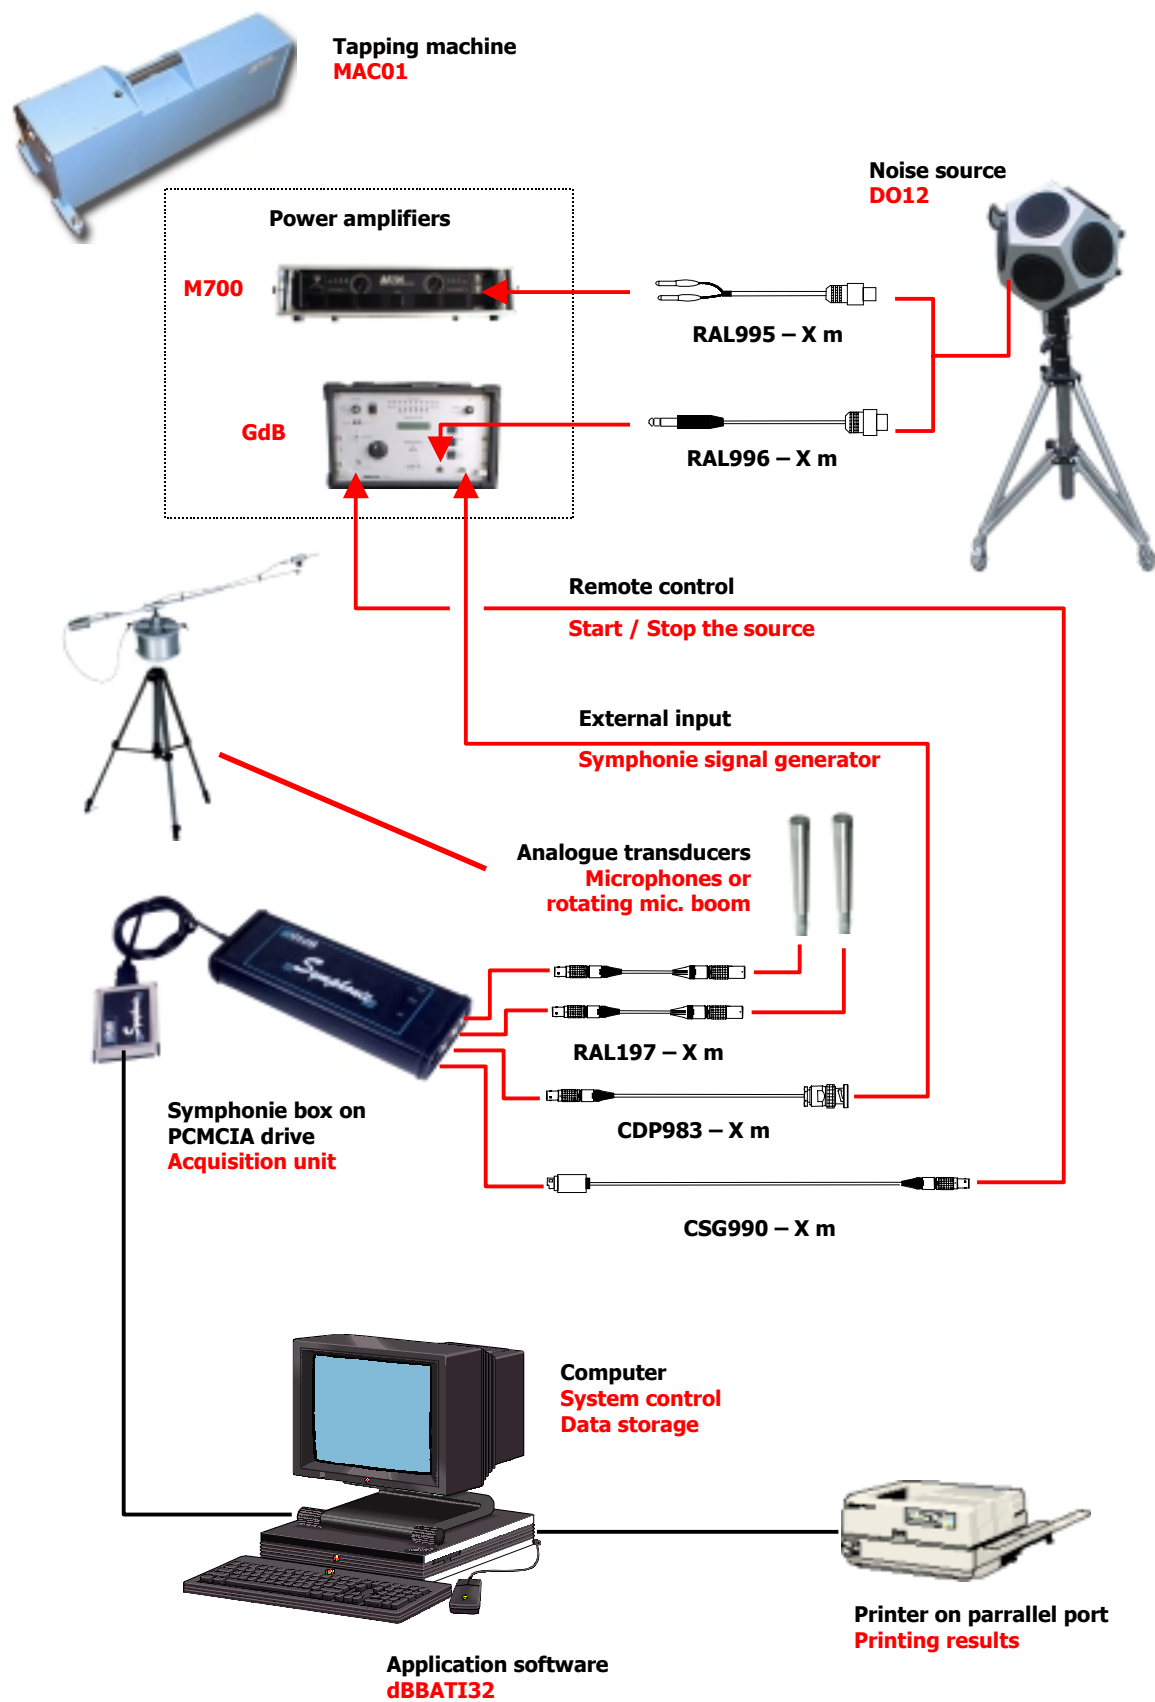 Tapping machine
MAC01
Noise source
DO12
Power amplifiers
M700
RAL995 – X m
GdB
RAL996 – X m
Remote control
Start / Stop the source
External input
Symphonie signal generator
Analogue transducers
Microphones or
rotating mic. boom
Symphonie
Symphonie
RAL197 – X m
CDP983 – X m
Symphonie box on
PCMCIA drive
Acquisition unit
CSG990 – X m
Computer
System control
Data storage
Printer on parrallel port
Printing results
Application software
dBBATI32